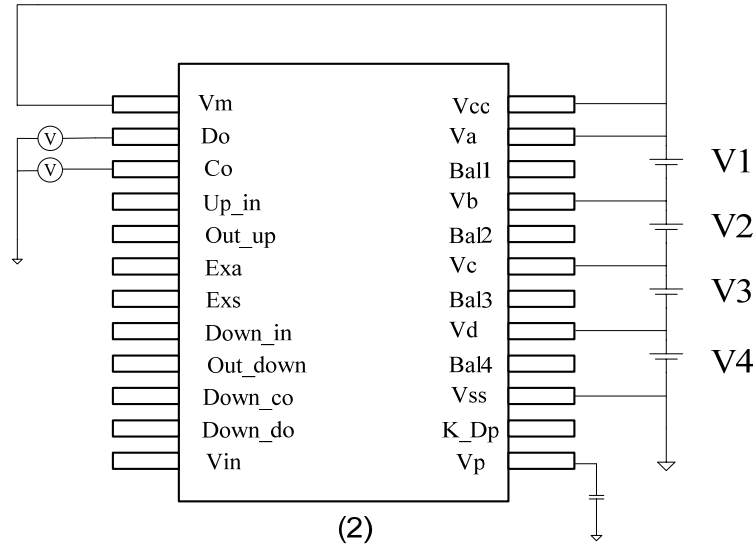 Vm Vcc
V Do Va
V Co Bal1 V1
Up_in Vb
Out_up Bal2 V2
Exa Vc
Exs Bal3 V3
Down_in Vd
Out_down Bal4 V4
Down_co Vss
Down_do K_Dp
Vin Vp
(2)